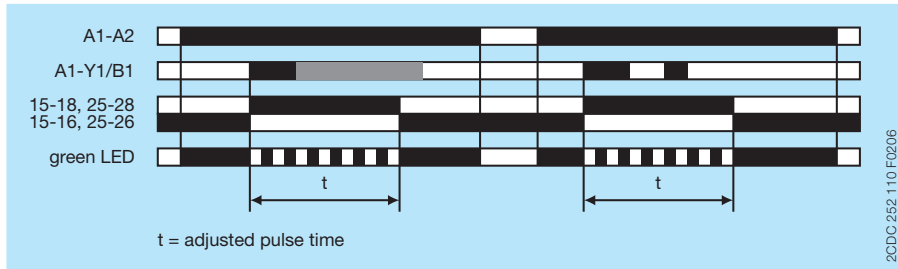 A1-A2
A1-Y1/B1
15-18, 25-28
15-16, 25-26
green LED
t
t
t = adjusted pulse time
2CDC 252 110 F0206